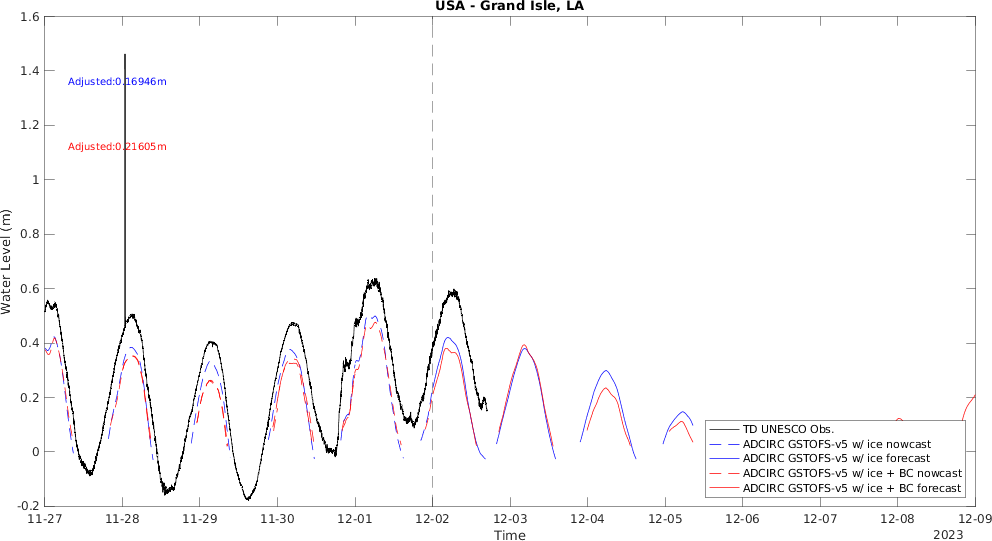 USA - Grand Isle, LA
1.6
1.4
1.2
1
0.8
0.6
0.4
0.2
0
-0.2
Water Level (m)
Adjusted:0.16946m
Adjusted:0.21605m
TD UNESCO Obs.
ADCIRC GSTOFS-v5 w/ ice nowcast
ADCIRC GSTOFS-v5 w/ ice forecast
ADCIRC GSTOFS-v5 w/ice + BC nowcast
ADCIRC GSTOFS-v5 w/ice + BC forecast
11-27 11-28 11-29 11-30 12-01 12-02 12-03 12-04 12-05 12-06 12-07 12-08 12-09
Time
2023